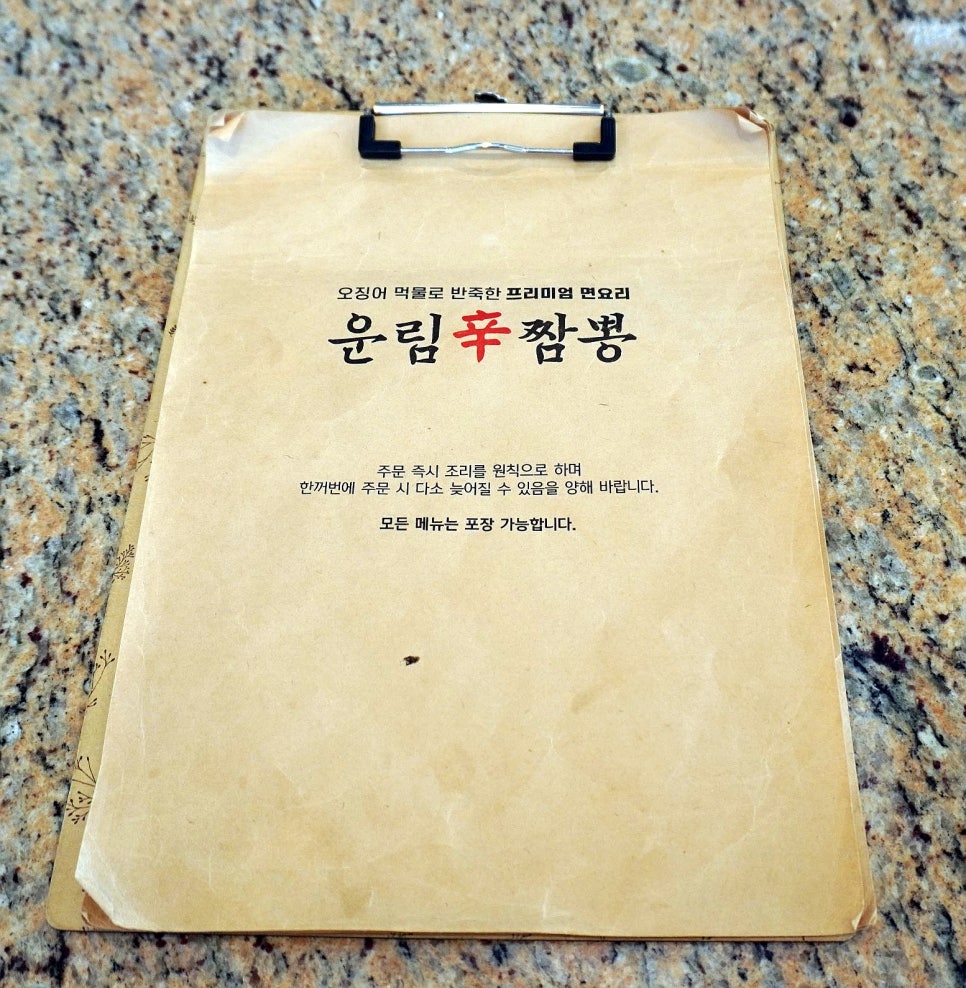 오징어 먹물로 반죽한 프리미엄 면요리
운림辛짬뽕
주문 즉시 조리를 원칙으로 하며
한꺼번에 주문 시 다소 늦어질 수 있음을 양해 바랍니다.
모든 메뉴는 포장 가능합니다.